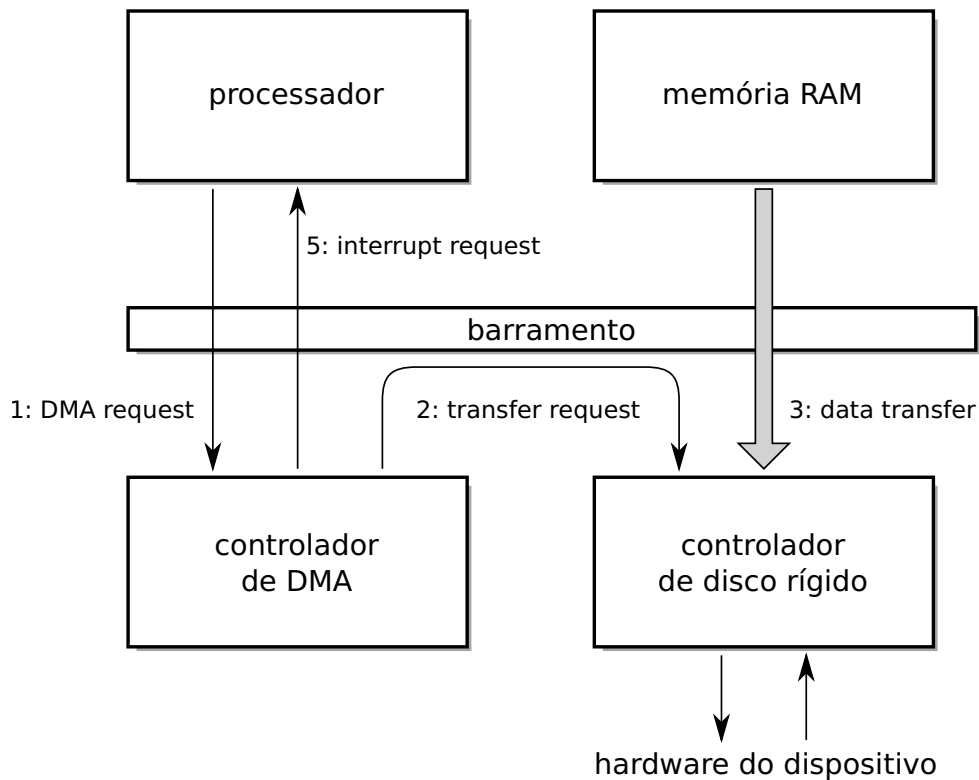 processador
memória RAM
5: interrupt request
barramento
1: DMA request
2: transfer request
3: data transfer
controlador
de DMA
controlador
de disco rígido
hardware do dispositivo